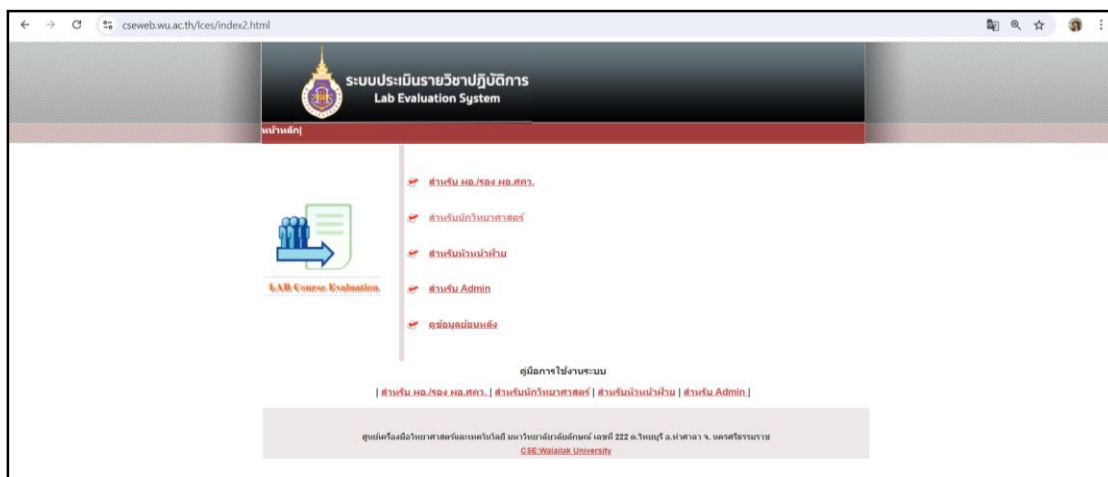 cseweb.wu.ac.th/lces/index2.html
ระบบประเมินรายวิชาปฏิบัติการ
Lab Evaluation System
หน้าหลัก|
สำหรับ ผอ./รอง ผอ.ศคว.
สำหรับนักวิทยาศาสตร์
สำหรับหัวหน้าฝ่าย
สำหรับ Admin
ดูข้อมูลย้อนหลัง
LAB Course Evaluation.
คู่มือการใช้งานระบบ
| สำหรับ ผอ./รอง ผอ.ศคว. | สำหรับนักวิทยาศาสตร์ | สำหรับหัวหน้าฝ่าย | สำหรับ Admin |
ศูนย์เครื่องมือวิทยาศาสตร์และเทคโนโลยี มหาวิทยาลัยวลัยลักษณ์ เลขที่ 222 ต.ไทยบุรี อ.ท่าศาลา จ. นครศรีธรรมราช
CSE:Walailak University